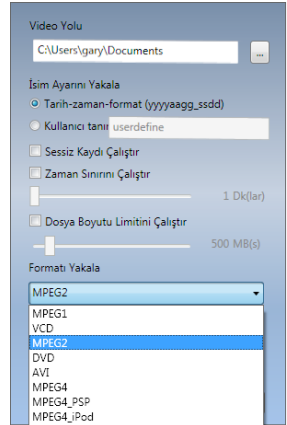 Video Yolu
C:\Users\gary\Documents
...
İsim Ayarını Yakala
Tarih-zaman-format (yyyyaagg_ssdd)
Kullanıcı tanır userdefine
Sessiz Kaydı Çalıştır
Zaman Sınırını Çalıştır
1 Dk(lar)
Dosya Boyutu Limitini Çalıştır
500 MB(s)
Formatı Yakala
MPEG2
MPEG1
VCD
MPEG2
DVD
AVI
MPEG4
MPEG4_PSP
MPEG4_iPod